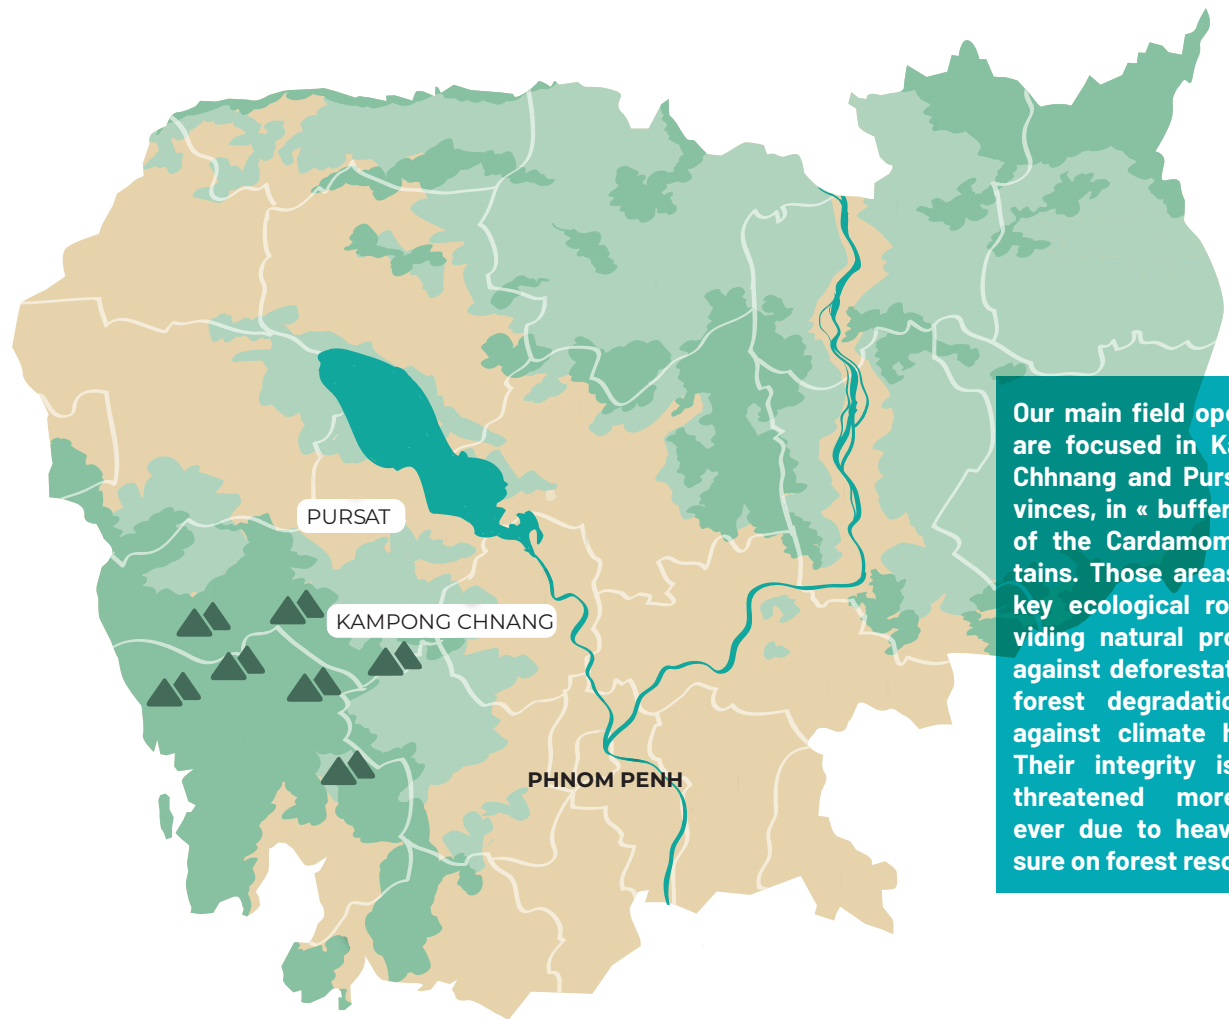 PURSAT
KAMPONG CHNANG
PHNOM PENH
Our main field ope
are focused in Ka
Chhnang and Purs
vinces, in « buffer
of the Cardamom
tains. Those areas
key ecological ro
viding natural pro
against deforestat
forest degradatio
against climate h
Their integrity is
threatened more
ever due to heav
sure on forest reso